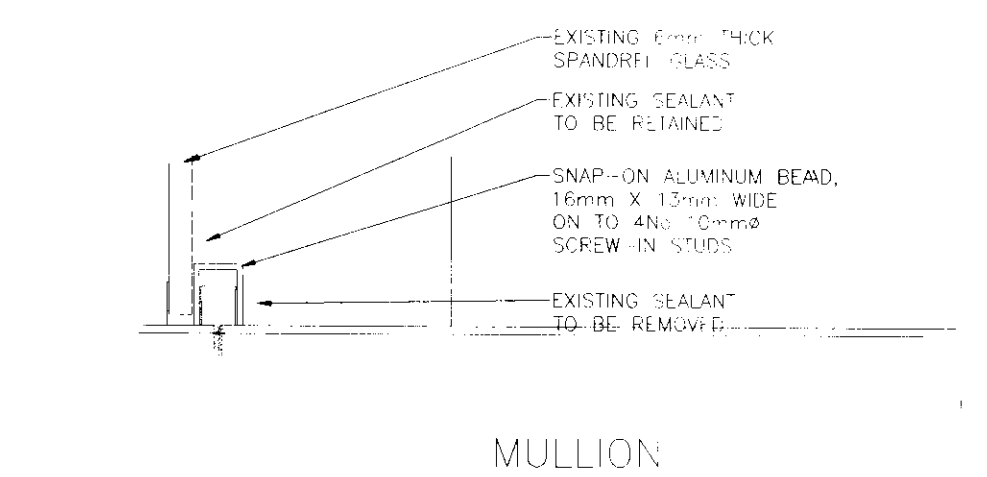 EXISTING 6mm THICK
SPANDREL GLASS
EXISTING SEALANT
TO BE RETAINED
SNAP-ON ALUMINUM BEAD,
16mm X 13mm WIDE
ON TO 4No 10mmø
SCREW-IN STUDS
EXISTING SEALANT
TO BE REMOVED
MULLION